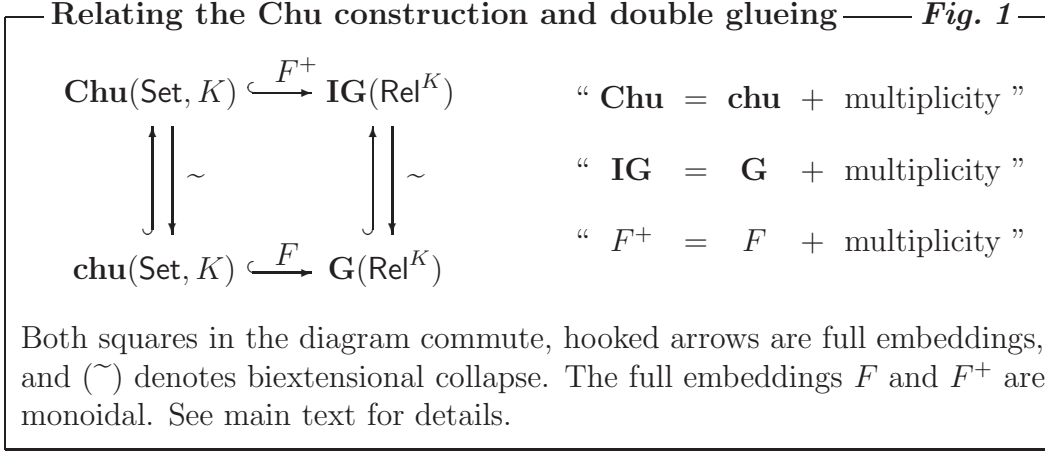 Relating the Chu construction and double glueing Fig. 1
Chu(Set, K) F⁺ IG(Rel^K)
“ Chu = chu + multiplicity ”
~ ~
“ IG = G + multiplicity ”
“ F⁺ = F + multiplicity ”
chu(Set, K) F G(Rel^K)
Both squares in the diagram commute, hooked arrows are full embeddings,
and (~) denotes biextensional collapse. The full embeddings F and F⁺ are
monoidal. See main text for details.